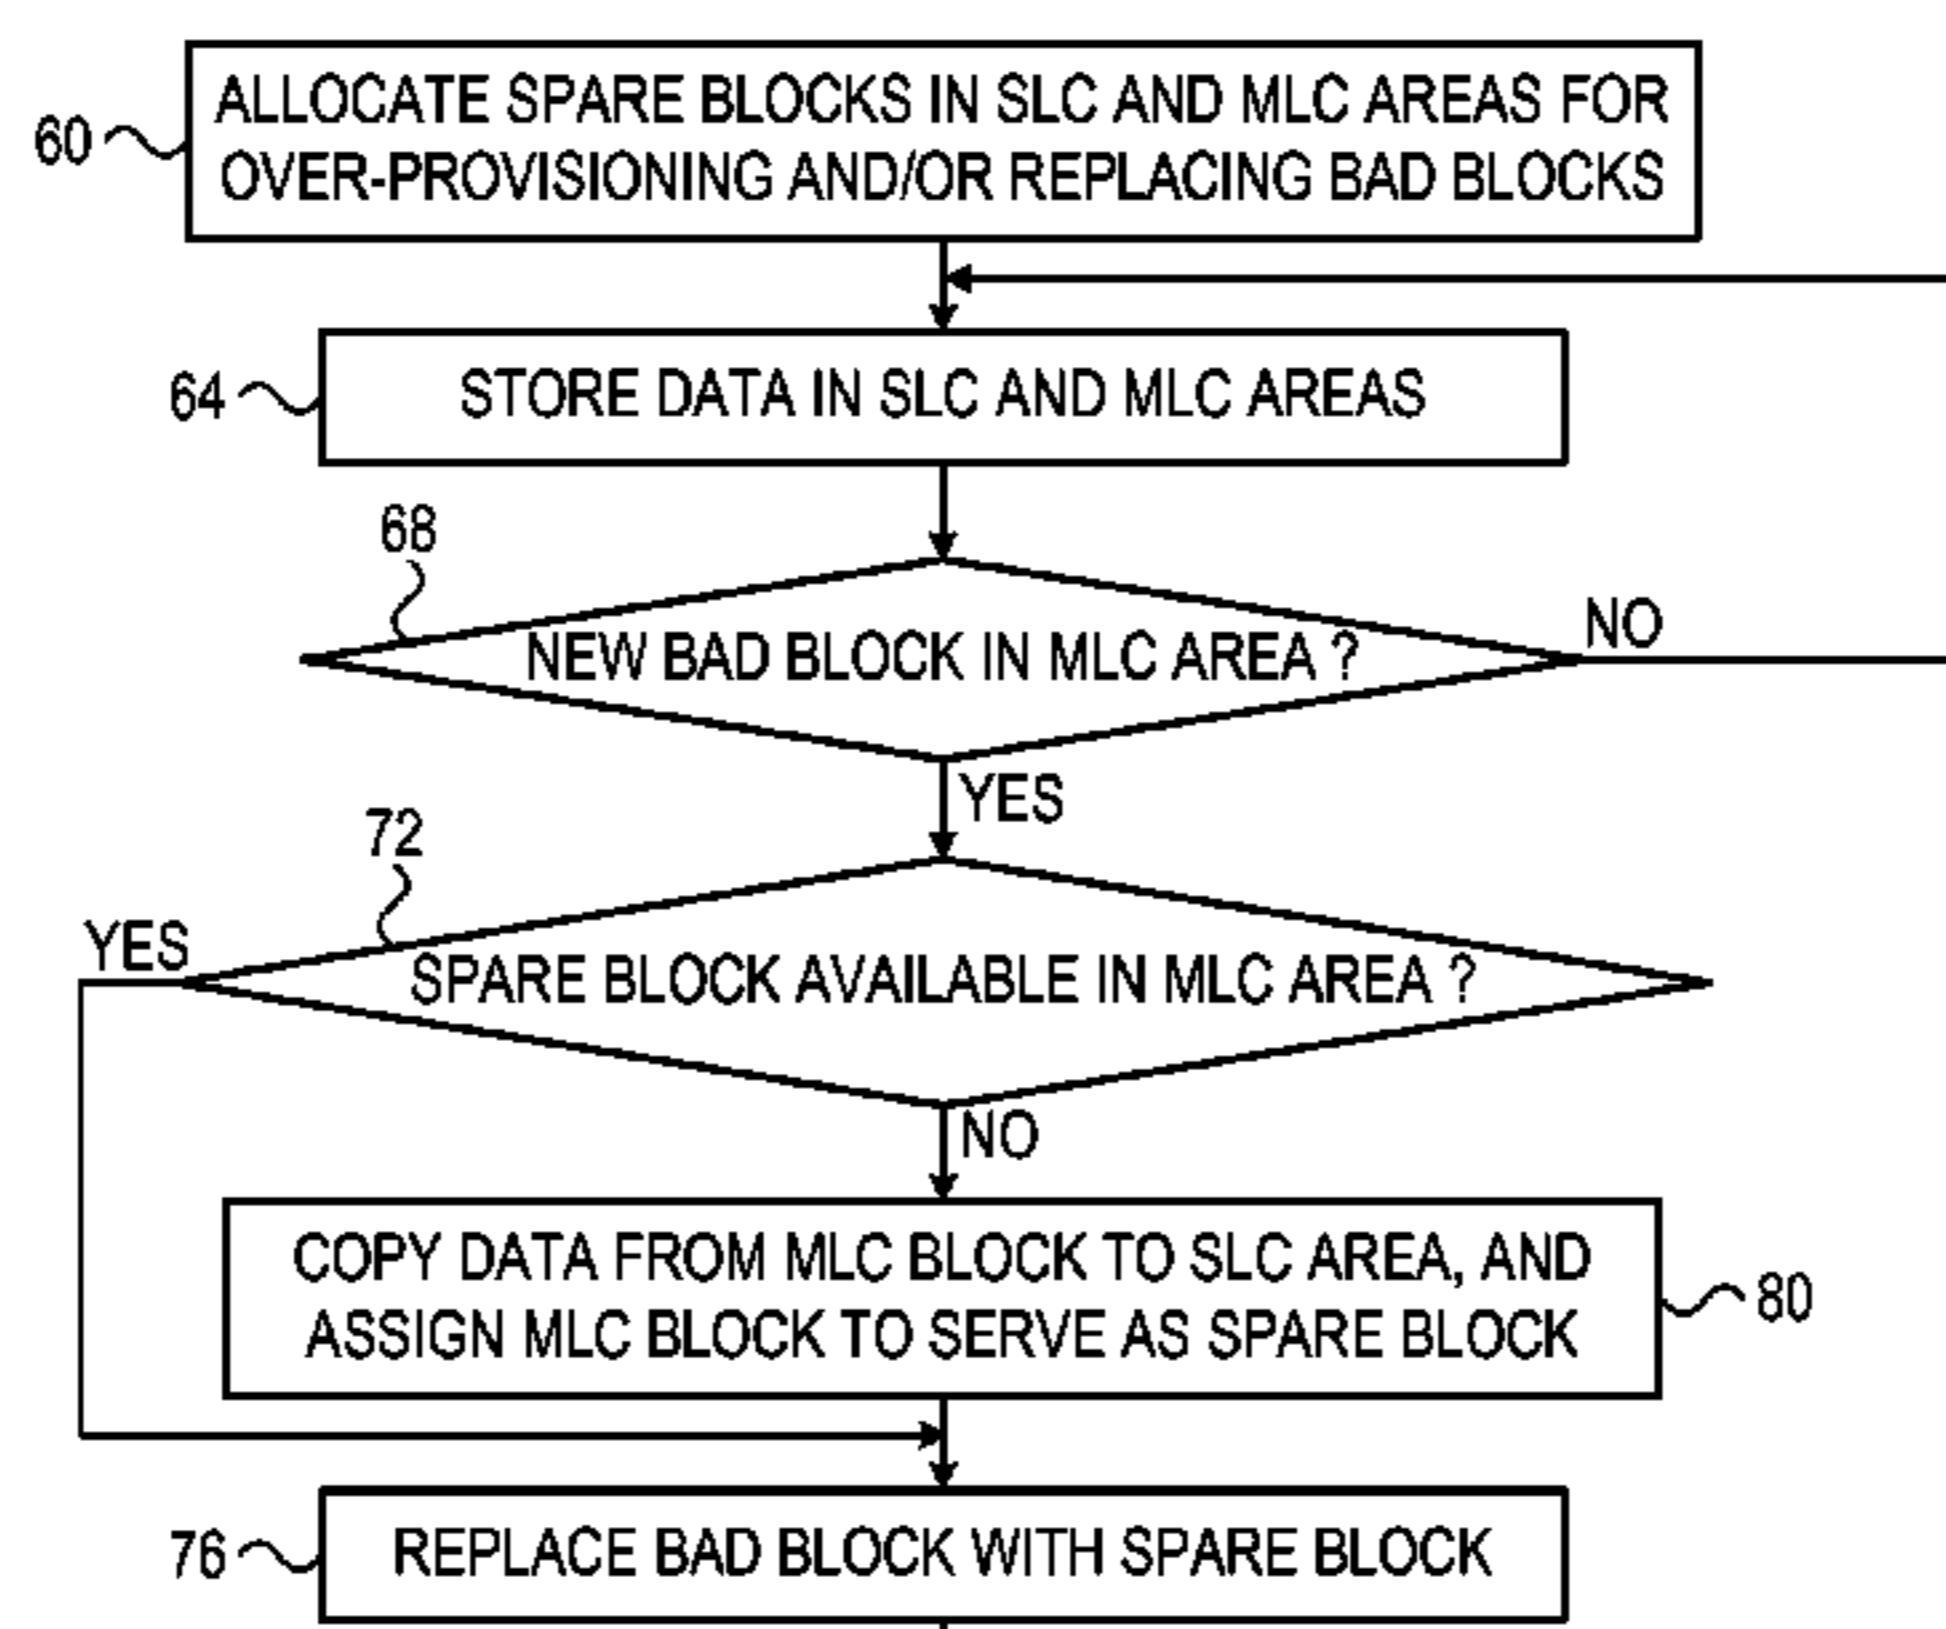 60
ALLOCATE SPARE BLOCKS IN SLC AND MLC AREAS FOR
OVER-PROVISIONING AND/OR REPLACING BAD BLOCKS
64
STORE DATA IN SLC AND MLC AREAS
68
NEW BAD BLOCK IN MLC AREA ?
NO
YES
72
YES
SPARE BLOCK AVAILABLE IN MLC AREA ?
NO
COPY DATA FROM MLC BLOCK TO SLC AREA, AND
ASSIGN MLC BLOCK TO SERVE AS SPARE BLOCK
80
76
REPLACE BAD BLOCK WITH SPARE BLOCK